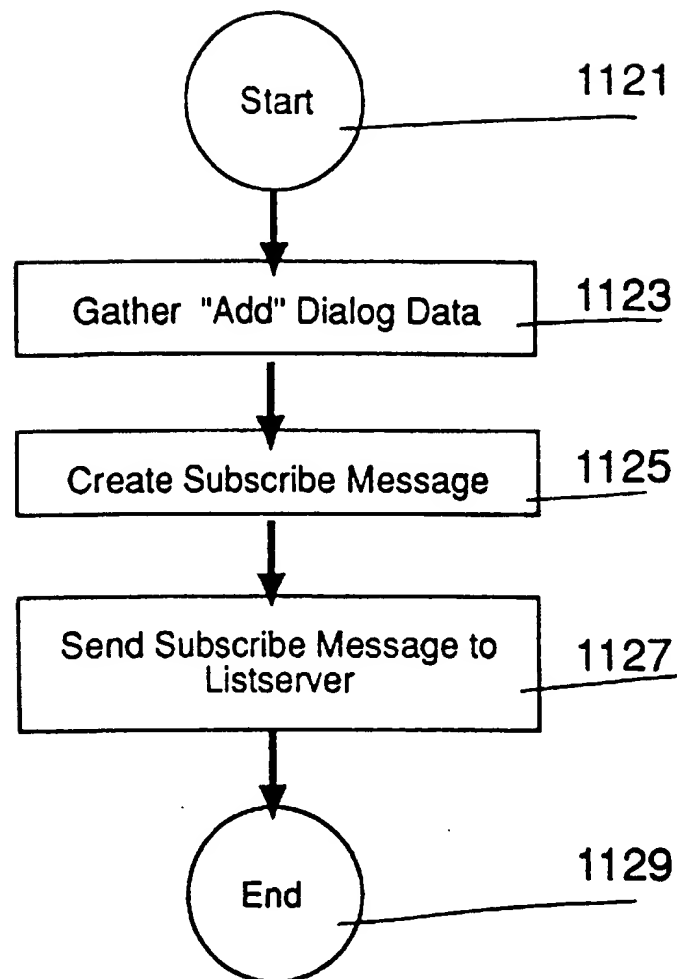 Start
1121
Gather "Add" Dialog Data
1123
Create Subscribe Message
1125
Send Subscribe Message to
Listserver
1127
End
1129